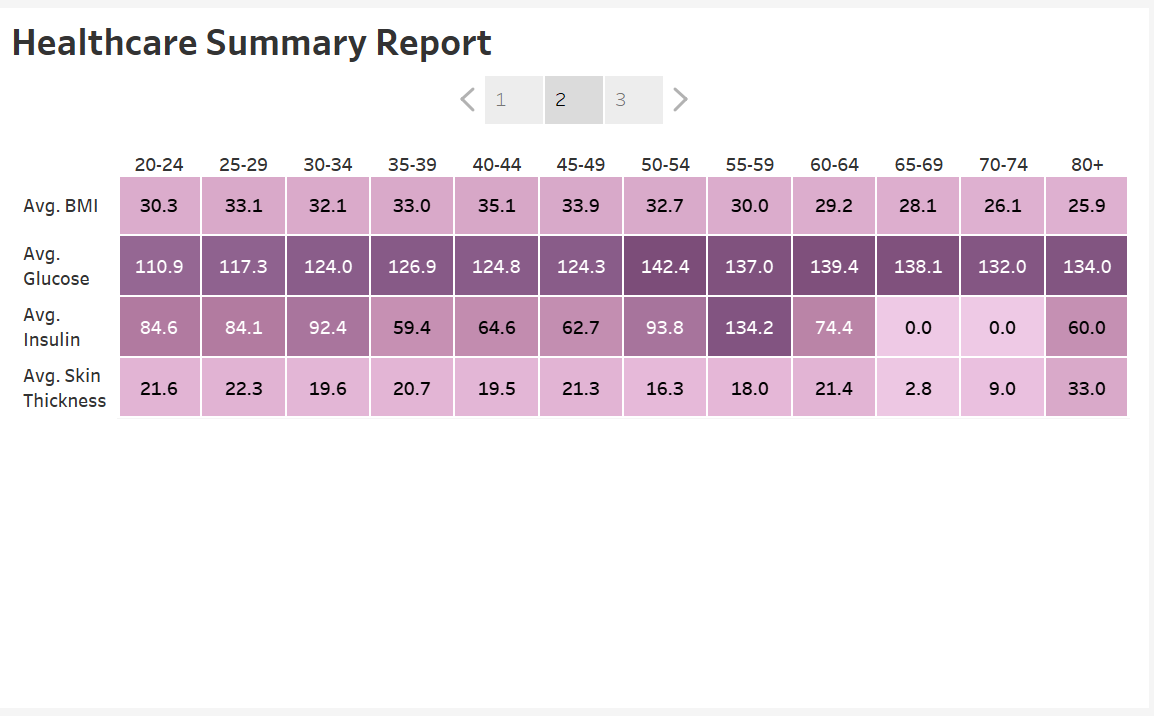 Healthcare Summary Report
1 2 3
20-24 25-29 30-34 35-39 40-44 45-49 50-54 55-59 60-64 65-69 70-74 80+
Avg. BMI 30.3 33.1 32.1 33.0 35.1 33.9 32.7 30.0 29.2 28.1 26.1 25.9
Avg.
Glucose 110.9 117.3 124.0 126.9 124.8 124.3 142.4 137.0 139.4 138.1 132.0 134.0
Avg.
Insulin 84.6 84.1 92.4 59.4 64.6 62.7 93.8 134.2 74.4 0.0 0.0 60.0
Avg. Skin
Thickness 21.6 22.3 19.6 20.7 19.5 21.3 16.3 18.0 21.4 2.8 9.0 33.0